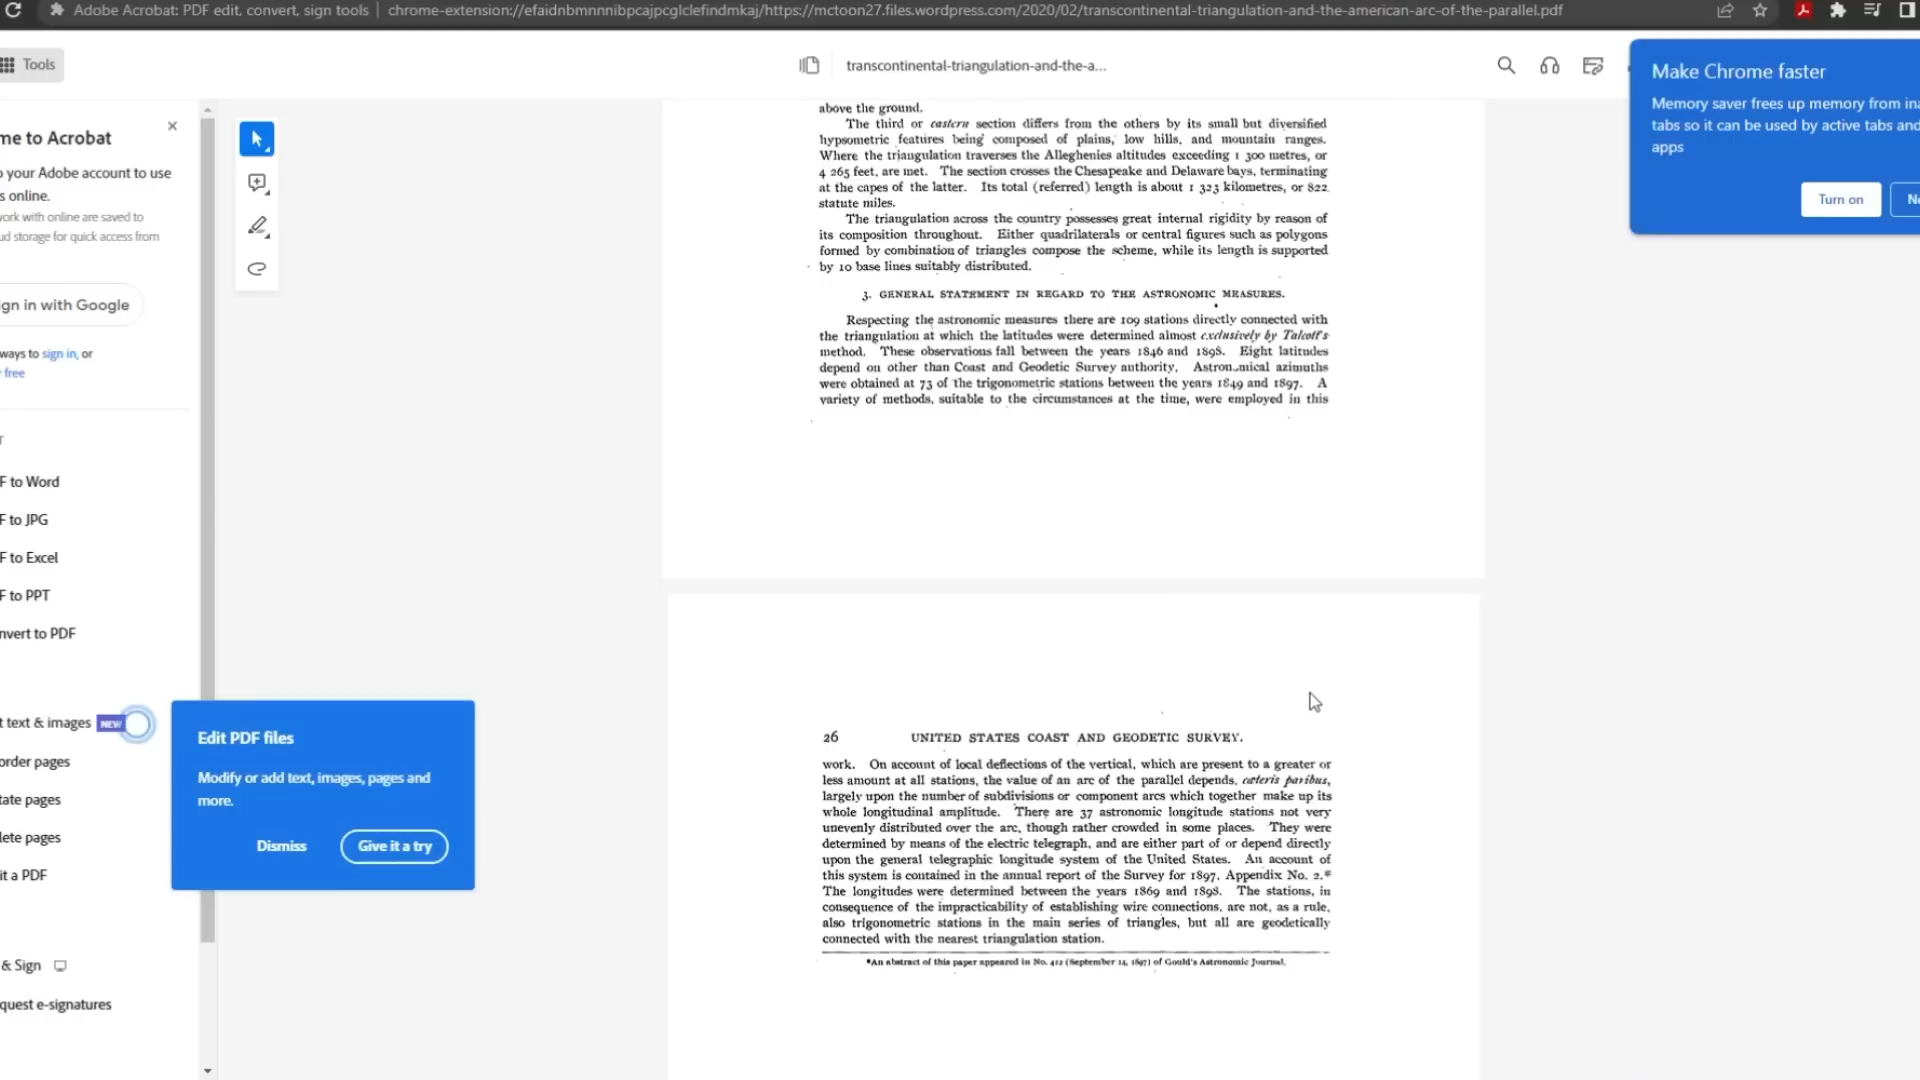 Adobe Acrobat: PDF edit, convert, sign tools | chrome-extension://efaidnbmnnnibpcajpcglclefindmkaj/https://mctoon27.files.wordpress.com/2020/02/transcontinental-triangulation-and-the-american-arc-of-the-parallel.pdf
Tools
transcontinental-triangulation-and-the-a...
Make Chrome faster
Memory saver frees up memory from ina
tabs so it can be used by active tabs and
apps
Turn on
No
me to Acrobat
o your Adobe account to use
s online.
work with online are saved to
ud storage for quick access from
ign in with Google
ways to sign in, or
free
F to Word
F to JPG
F to Excel
F to PPT
nvert to PDF
t text & images NEW
order pages
tate pages
lete pages
it a PDF
& Sign
quest e-signatures
Edit PDF files
Modify or add text, images, pages and
more.
Dismiss
Give it a try
above the ground.
The third or eastern section differs from the others by its small but diversified
hypsometric features being composed of plains, low hills, and mountain ranges.
Where the triangulation traverses the Alleghenies altitudes exceeding 1 300 metres, or
4 265 feet, are met. The section crosses the Chesapeake and Delaware bays, terminating
at the capes of the latter. Its total (referred) length is about 1 323 kilometres, or 822
statute miles.
The triangulation across the country possesses great internal rigidity by reason of
its composition throughout. Either quadrilaterals or central figures such as polygons
formed by combination of triangles compose the scheme, while its length is supported
by 10 base lines suitably distributed.
3. GENERAL STATEMENT IN REGARD TO THE ASTRONOMIC MEASURES.
Respecting the astronomic measures there are 109 stations directly connected with
the triangulation at which the latitudes were determined almost exclusively by Talcott's
method. These observations fall between the years 1846 and 1898. Eight latitudes
depend on other than Coast and Geodetic Survey authority. Astronomical azimuths
were obtained at 73 of the trigonometric stations between the years 1849 and 1897. A
variety of methods, suitable to the circumstances at the time, were employed in this
26 UNITED STATES COAST AND GEODETIC SURVEY.
work. On account of local deflections of the vertical, which are present to a greater or
less amount at all stations, the value of an arc of the parallel depends, cæteris paribus,
largely upon the number of subdivisions or component arcs which together make up its
whole longitudinal amplitude. There are 37 astronomic longitude stations not very
unevenly distributed over the arc, though rather crowded in some places. They were
determined by means of the electric telegraph, and are either part of or depend directly
upon the general telegraphic longitude system of the United States. An account of
this system is contained in the annual report of the Survey for 1897, Appendix No. 2.*
The longitudes were determined between the years 1869 and 1898. The stations, in
consequence of the impracticability of establishing wire connections, are not, as a rule,
also trigonometric stations in the main series of triangles, but all are geodetically
connected with the nearest triangulation station.
*An abstract of this paper appeared in No. 412 (September 14, 1897) of Gould's Astronomic Journal.